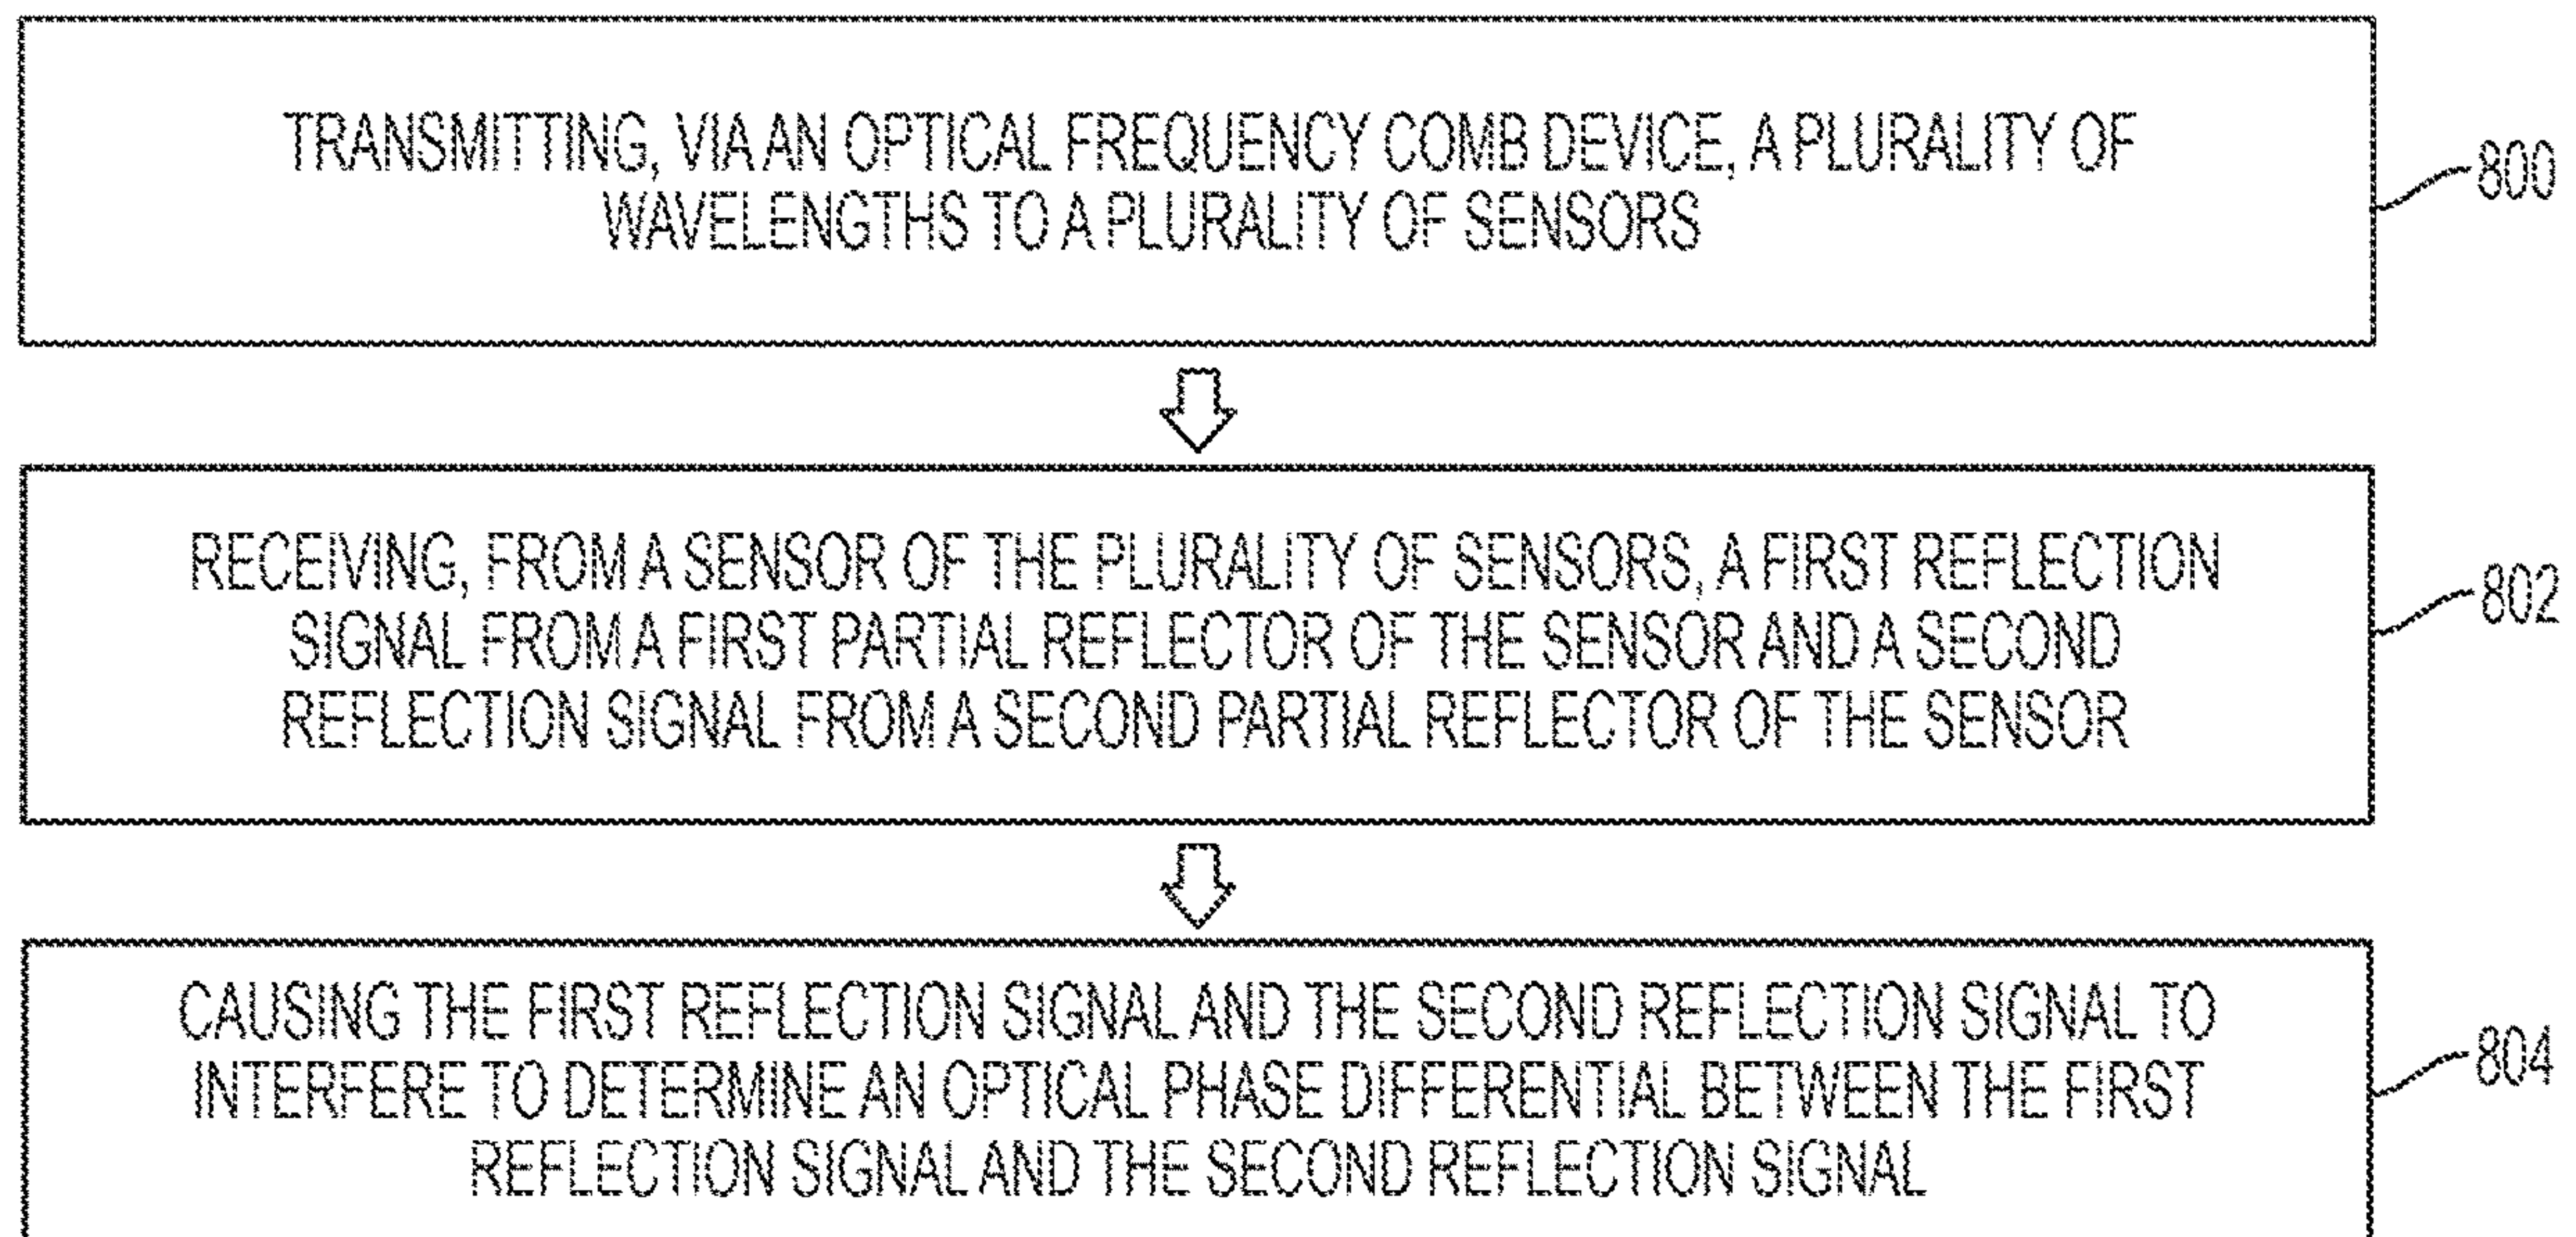 TRANSMITTING, VIA AN OPTICAL FREQUENCY COMB DEVICE, A PLURALITY OF
WAVELENGTHS TO A PLURALITY OF SENSORS
800
RECEIVING, FROM A SENSOR OF THE PLURALITY OF SENSORS, A FIRST REFLECTION
SIGNAL FROM A FIRST PARTIAL REFLECTOR OF THE SENSOR AND A SECOND
REFLECTION SIGNAL FROM A SECOND PARTIAL REFLECTOR OF THE SENSOR
802
CAUSING THE FIRST REFLECTION SIGNAL AND THE SECOND REFLECTION SIGNAL TO
INTERFERE TO DETERMINE AN OPTICAL PHASE DIFFERENTIAL BETWEEN THE FIRST
REFLECTION SIGNAL AND THE SECOND REFLECTION SIGNAL
804